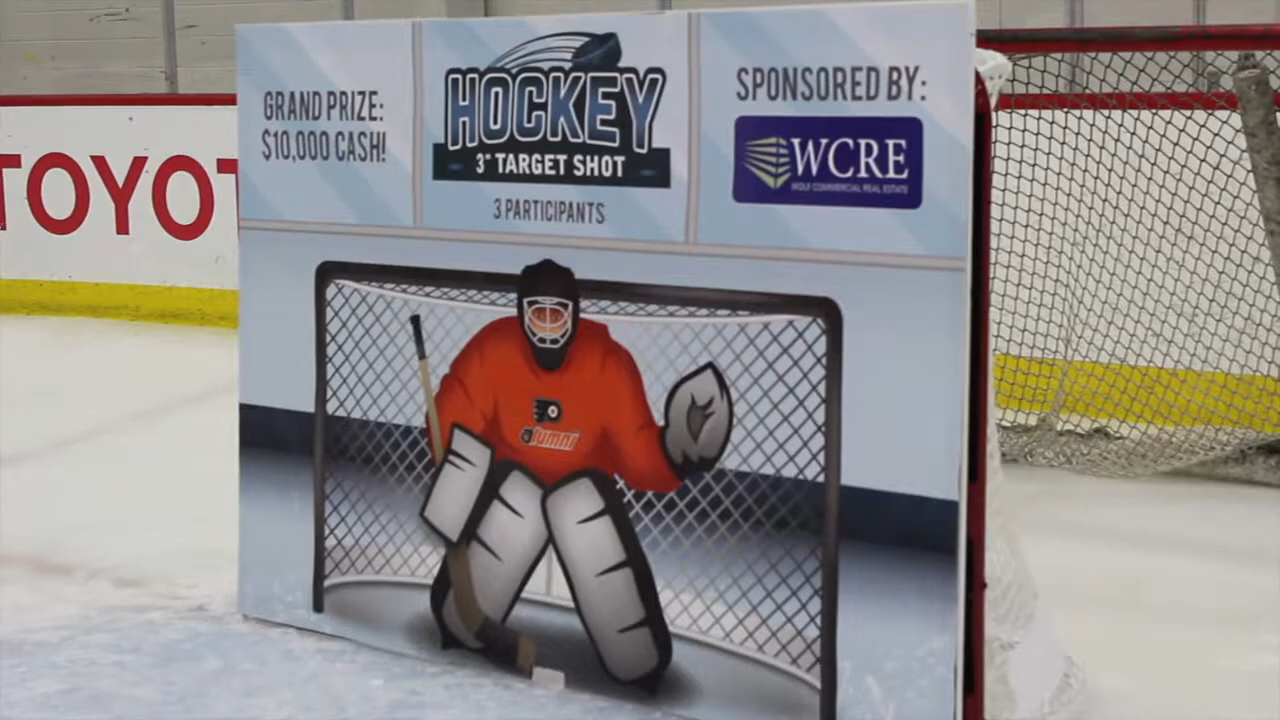 GRAND PRIZE:
$10,000 CASH!
HOCKEY
3" TARGET SHOT
3 PARTICIPANTS
SPONSORED BY:
WCRE
WOLF COMMERCIAL REAL ESTATE
TOYOT
alumni